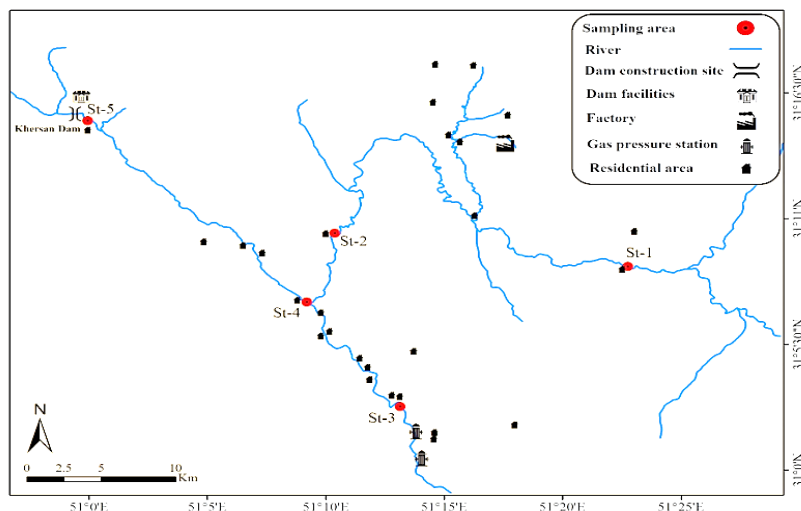 Sampling area
River
Dam construction site
Dam facilities
Factory
Gas pressure station
Residential area
St-5
Khersan Dam
St-2
St-1
St-4
St-3
N
0 2.5 5 10
Km
51°0'E 51°5'E 51°10'E 51°15'E 51°20'E 51°25'E